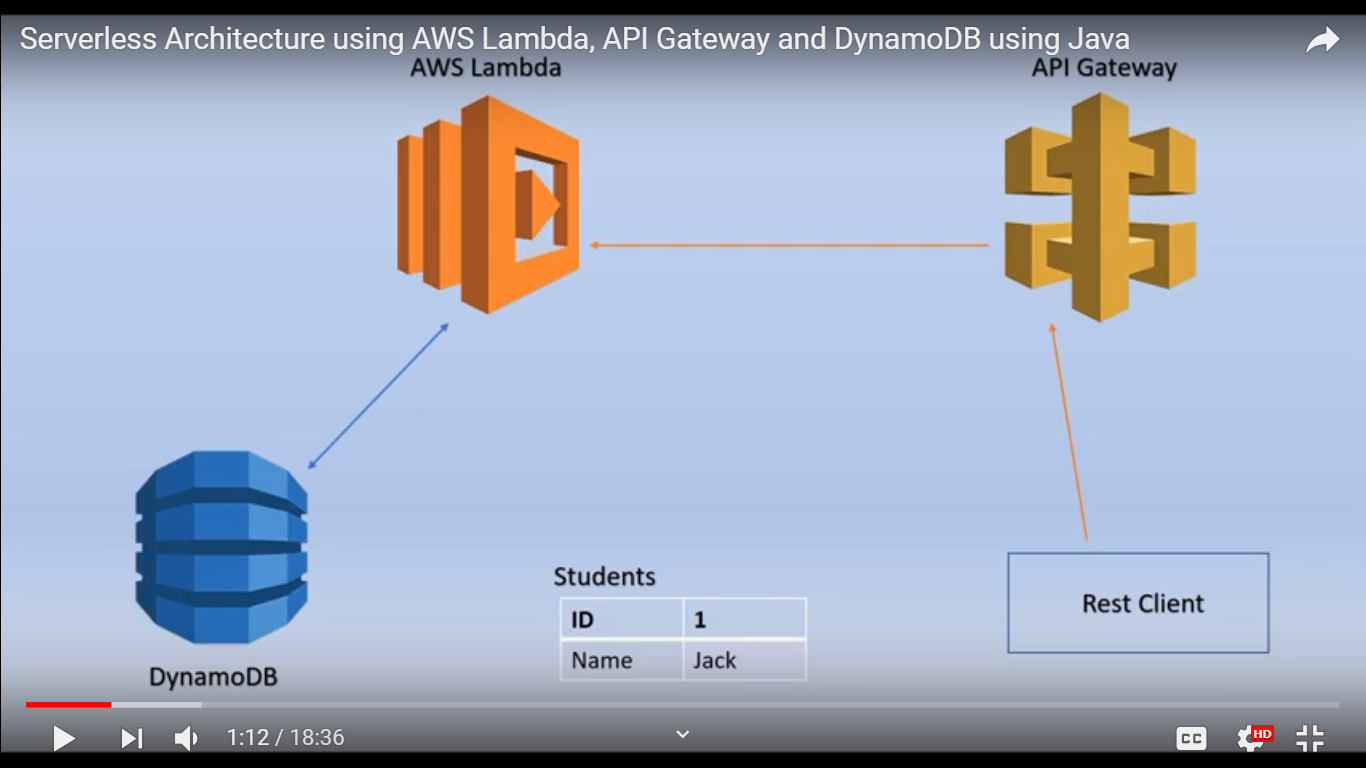 Serverless Architecture using AWS Lambda, API Gateway and DynamoDB using Java
AWS Lambda
API Gateway
Students
ID 1
Name Jack
Rest Client
DynamoDB
1:12 / 18:36
CC
HD